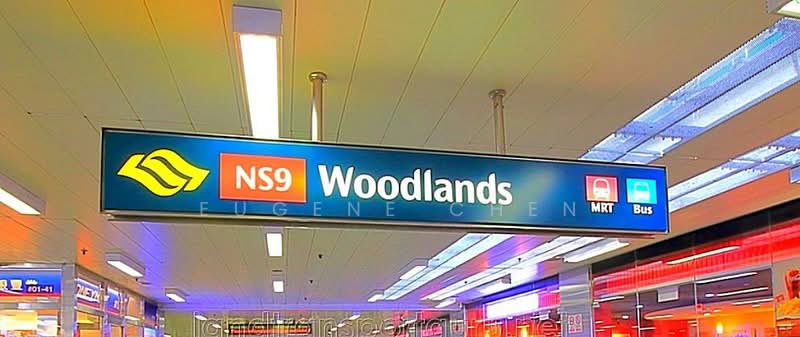 NS9 Woodlands
MRT Bus
EUGENE CHEN
#01-41